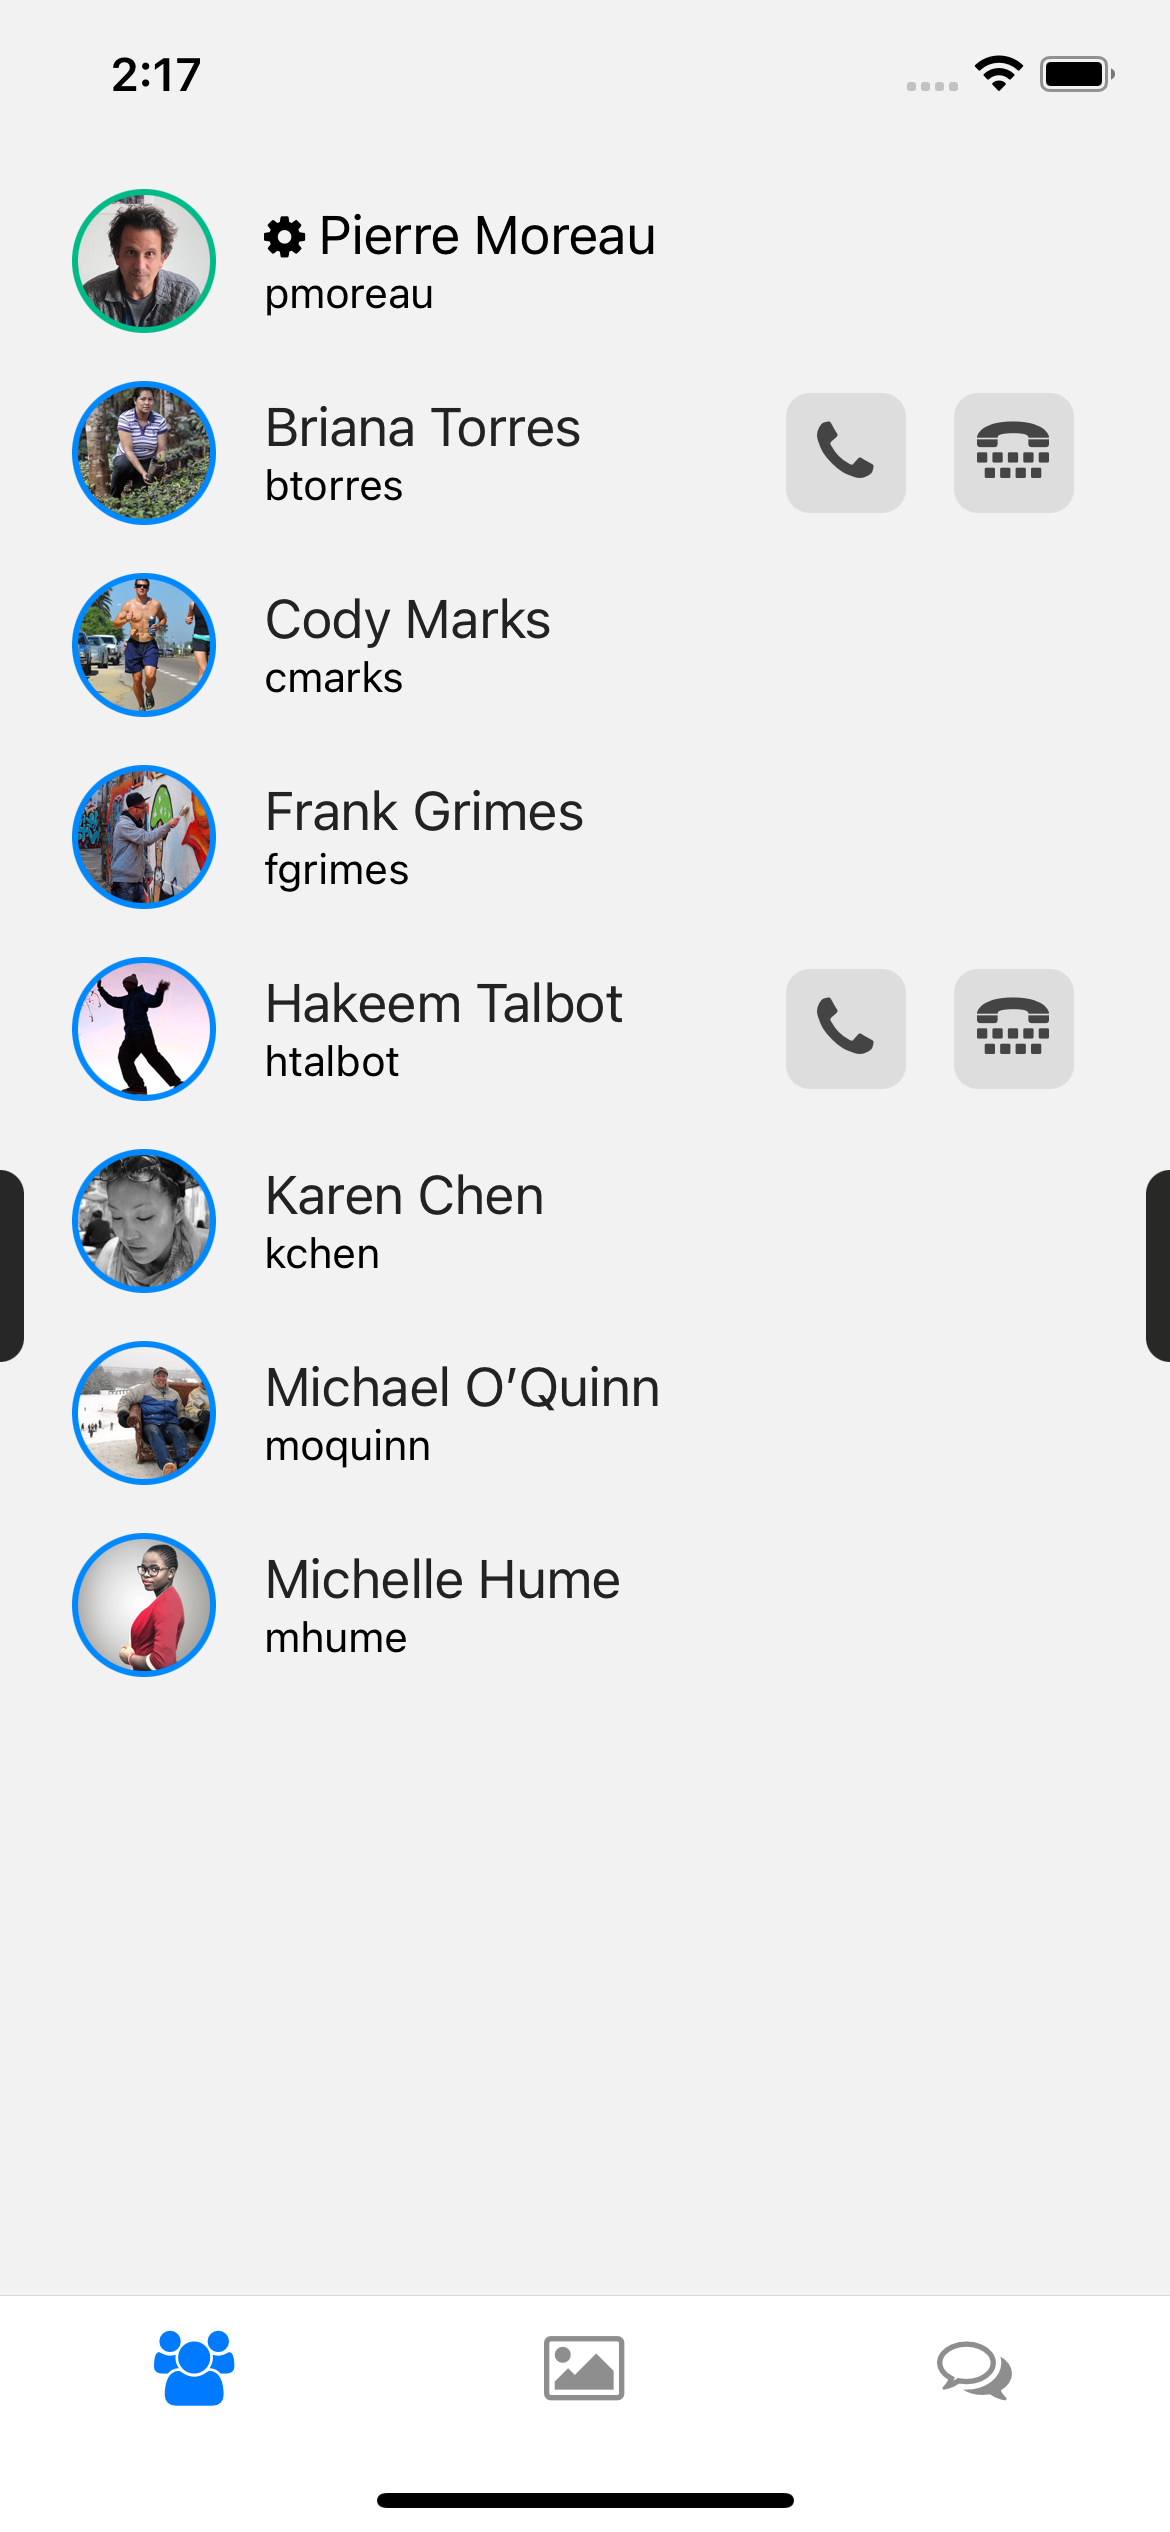 2:17
Pierre Moreau
pmoreau
Briana Torres
btorres
Cody Marks
cmarks
Frank Grimes
fgrimes
Hakeem Talbot
htalbot
Karen Chen
kchen
Michael O’Quinn
moquinn
Michelle Hume
mhume